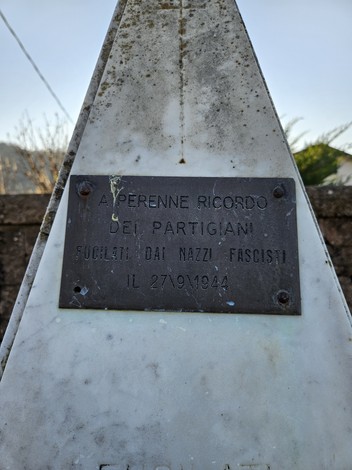 A PERENNE RICORDO
DEI PARTIGIANI
FUCILATI DAI NAZZI FASCISTI
IL 27\9\1944